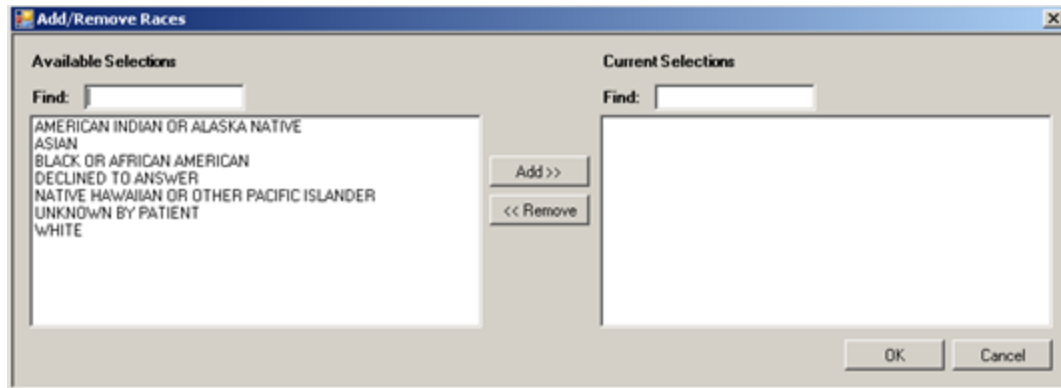 Add/Remove Races
Available Selections
Find:
AMERICAN INDIAN OR ALASKA NATIVE
ASIAN
BLACK OR AFRICAN AMERICAN
DECLINED TO ANSWER
NATIVE HAWAIIAN OR OTHER PACIFIC ISLANDER
UNKNOWN BY PATIENT
WHITE
Add >>
<< Remove
Current Selections
Find:
OK
Cancel